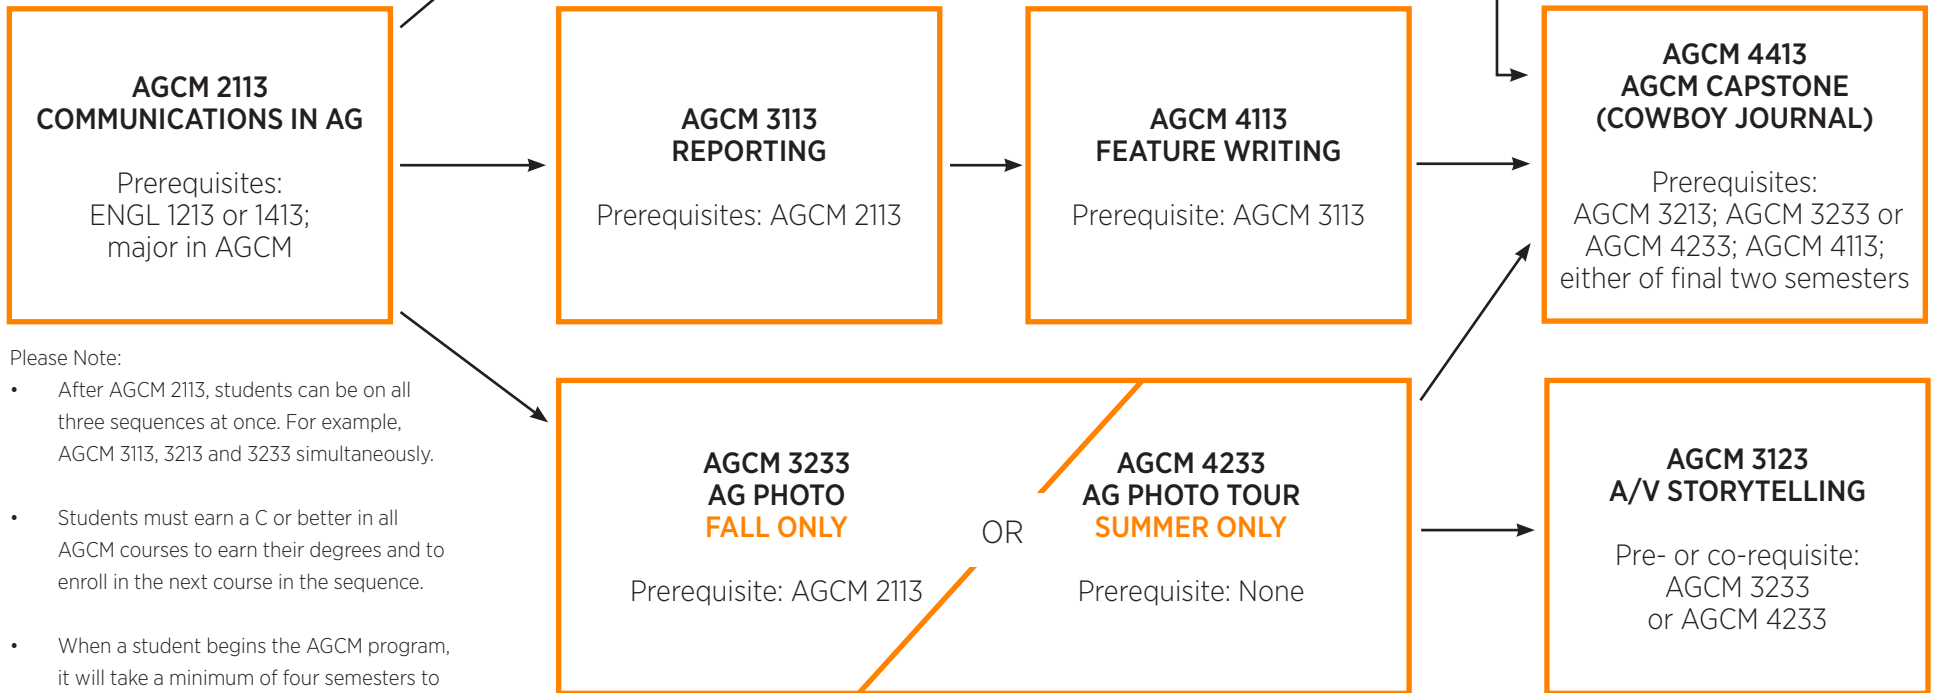 AGCM 2113
COMMUNICATIONS IN AG
Prerequisites:
ENGL 1213 or 1413;
major in AGCM
AGCM 3113
REPORTING
Prerequisites: AGCM 2113
AGCM 4113
FEATURE WRITING
Prerequisite: AGCM 3113
AGCM 4413
AGCM CAPSTONE
(COWBOY JOURNAL)
Prerequisites:
AGCM 3213; AGCM 3233 or
AGCM 4233; AGCM 4113;
either of final two semesters
Please Note:
• After AGCM 2113, students can be on all
three sequences at once. For example,
AGCM 3113, 3213 and 3233 simultaneously.
• Students must earn a C or better in all
AGCM courses to earn their degrees and to
enroll in the next course in the sequence.
• When a student begins the AGCM program,
it will take a minimum of four semesters to
AGCM 3233
AG PHOTO
FALL ONLY
Prerequisite: AGCM 2113
OR
AGCM 4233
AG PHOTO TOUR
SUMMER ONLY
Prerequisite: None
AGCM 3123
A/V STORYTELLING
Pre- or co-requisite:
AGCM 3233
or AGCM 4233